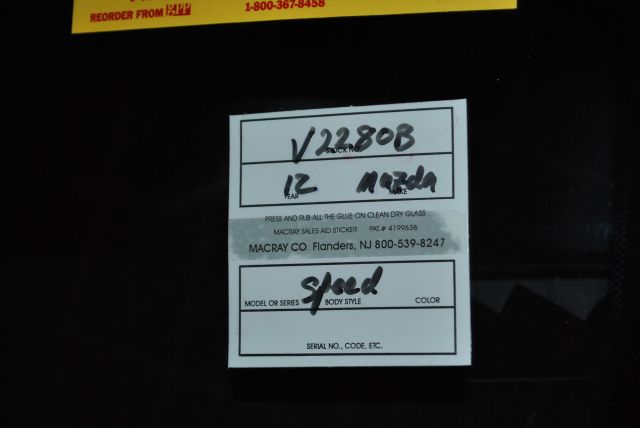 REORDER FROM gpp 1-800-367-8458
V2280B
STOCK NO.
12 Mazda
YEAR MAKE
PRESS AND RUB ALL THE GLUE ON CLEAN DRY GLASS
MACRAY SALES AID STICKER PAT. # 4199638
MACRAY CO. Flanders, NJ 800-539-8247
Speed
MODEL OR SERIES BODY STYLE COLOR
SERIAL NO., CODE, ETC.